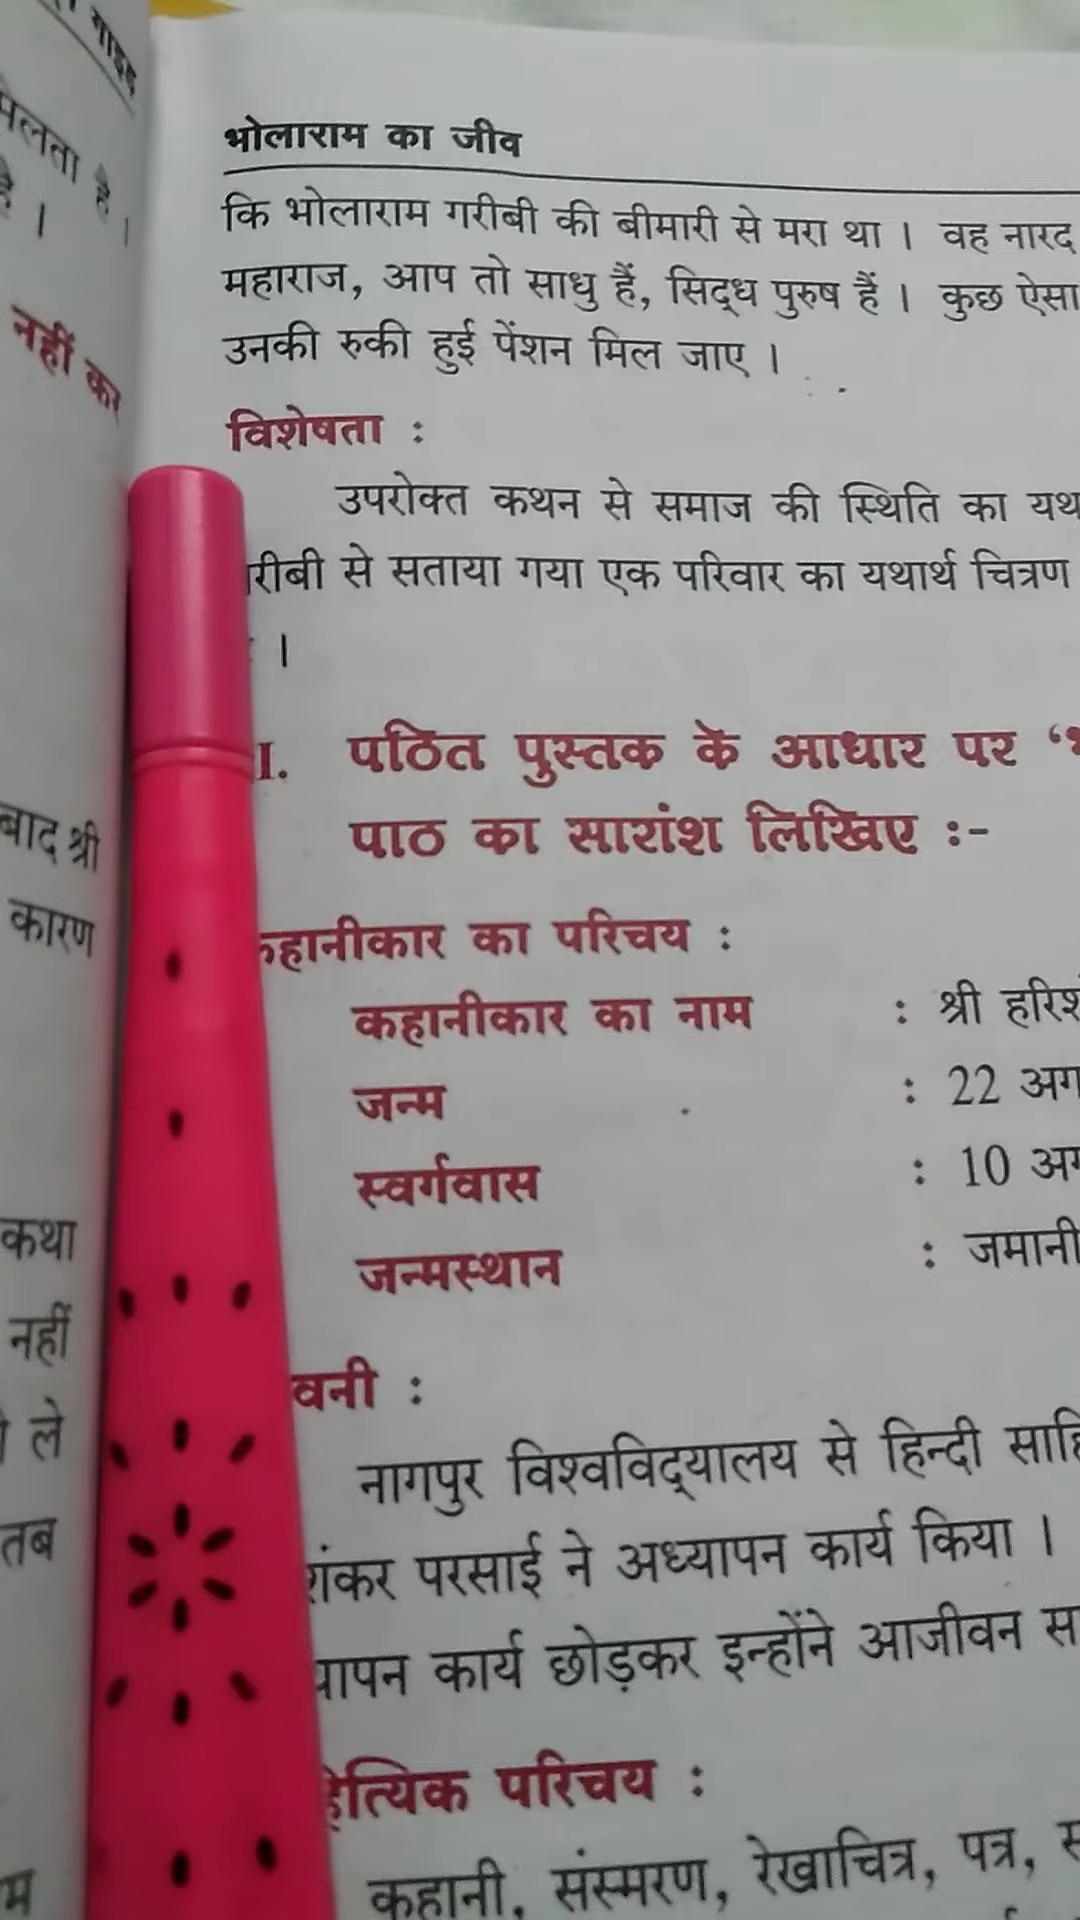 मलता है ।
है ।
नहीं कर
बाद श्री
कारण
कथा
नहीं
ले
तब
भोलाराम का जीव
कि भोलाराम गरीबी की बीमारी से मरा था । वह नारद
महाराज, आप तो साधु हैं, सिद्ध पुरुष हैं । कुछ ऐसा
उनकी रुकी हुई पेंशन मिल जाए ।
विशेषता :
उपरोक्त कथन से समाज की स्थिति का यथ
रीबी से सताया गया एक परिवार का यथार्थ चित्रण
।
I. पठित पुस्तक के आधार पर
पाठ का सारांश लिखिए :-
हानीकार का परिचय :
कहानीकार का नाम : श्री हरिश
जन्म : 22 अग
स्वर्गवास : 10 अग
जन्मस्थान : जमानी
वनी :
नागपुर विश्वविद्यालय से हिन्दी साहि
शंकर परसाई ने अध्यापन कार्य किया ।
यापन कार्य छोड़कर इन्होंने आजीवन स
त्यिक परिचय :
कहानी, संस्मरण, रेखाचित्र, पत्र,